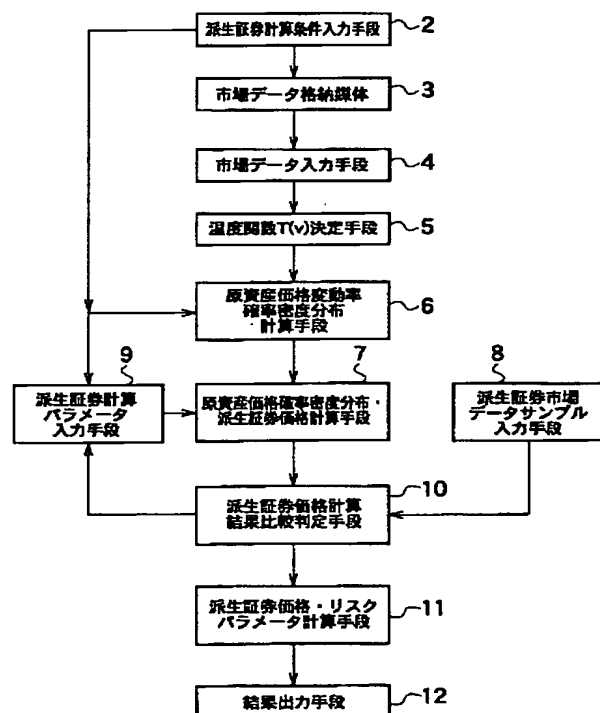 派生証券計算条件入力手段
2
市場データ格納媒体
3
市場データ入力手段
4
温度関数T(v)決定手段
5
原資産価格変動率
確率密度分布
計算手段
6
9
派生証券計算
パラメータ
入力手段
7
原資産価格確率密度分布・
派生証券価格計算手段
8
派生証券市場
データサンプル
入力手段
10
派生証券価格計算
結果比較判定手段
派生証券価格・リスク
パラメータ計算手段
11
結果出力手段
12